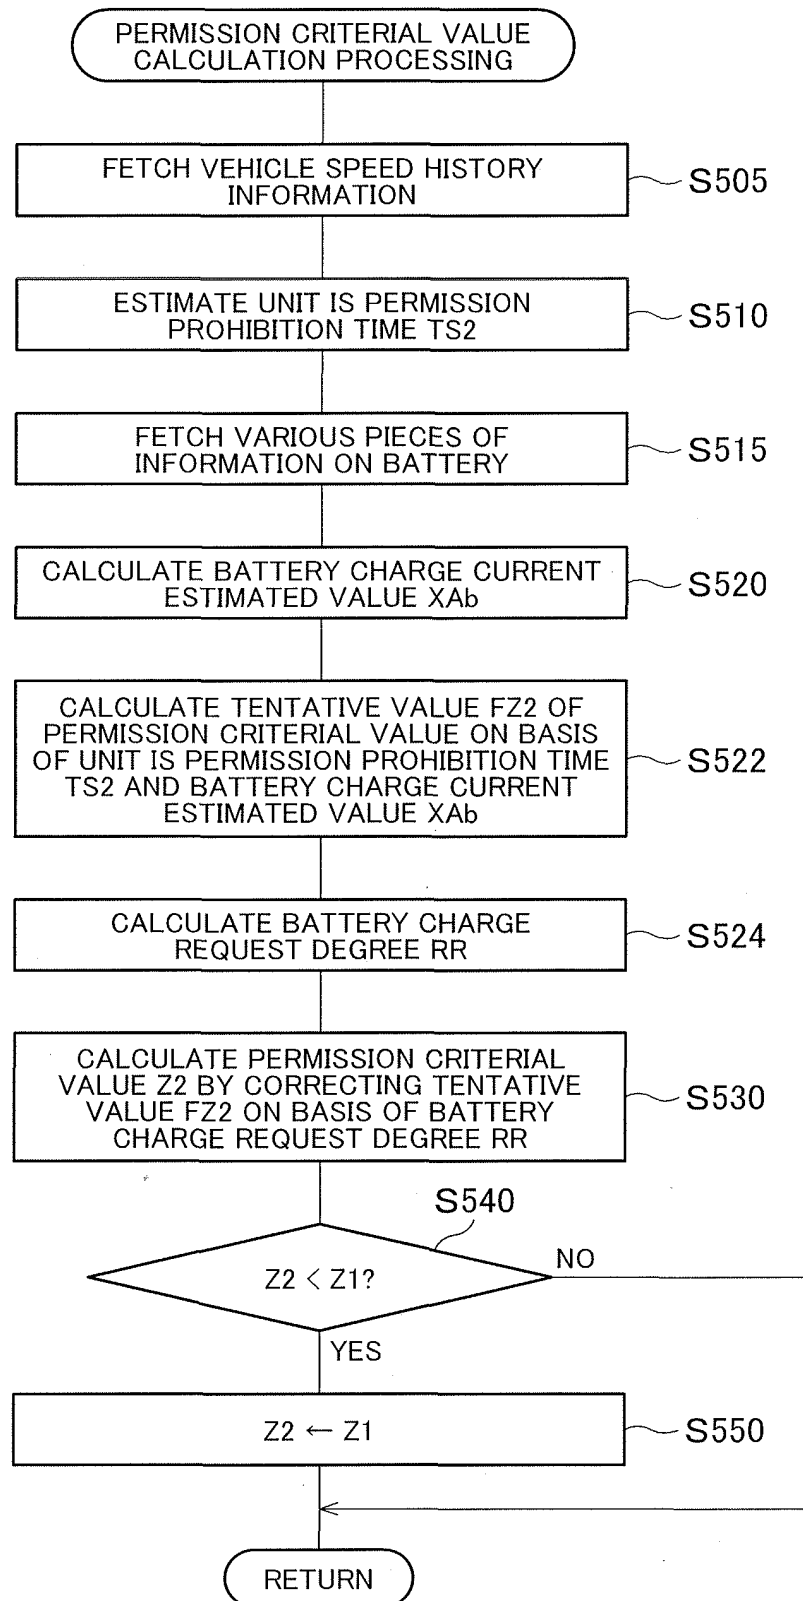 PERMISSION CRITERIAL VALUE
CALCULATION PROCESSING
FETCH VEHICLE SPEED HISTORY
INFORMATION
S505
ESTIMATE UNIT IS PERMISSION
PROHIBITION TIME TS2
S510
FETCH VARIOUS PIECES OF
INFORMATION ON BATTERY
S515
CALCULATE BATTERY CHARGE CURRENT
ESTIMATED VALUE XAb
S520
CALCULATE TENTATIVE VALUE FZ2 OF
PERMISSION CRITERIAL VALUE ON BASIS
OF UNIT IS PERMISSION PROHIBITION TIME
TS2 AND BATTERY CHARGE CURRENT
ESTIMATED VALUE XAb
S522
CALCULATE BATTERY CHARGE
REQUEST DEGREE RR
S524
CALCULATE PERMISSION CRITERIAL
VALUE Z2 BY CORRECTING TENTATIVE
VALUE FZ2 ON BASIS OF BATTERY
CHARGE REQUEST DEGREE RR
S530
S540
Z2 < Z1?
NO
YES
Z2 ← Z1
S550
RETURN